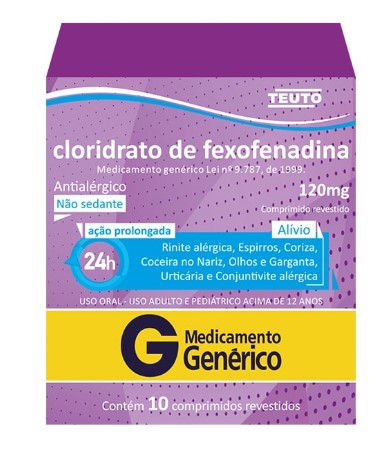 TEUTO
cloridrato de fexofenadina
Medicamento genérico Lei nº 9.787, de 1999.
Antialérgico
Não sedante
120mg
Comprimido revestido
ação prolongada
24h
Alívio
Rinite alérgica, Espirros, Coriza,
Coceira no Nariz, Olhos e Garganta,
Urticária e Conjuntivite alérgica
USO ORAL - USO ADULTO E PEDIÁTRICO ACIMA DE 12 ANOS
G Medicamento
Genérico
Contém 10 comprimidos revestidos